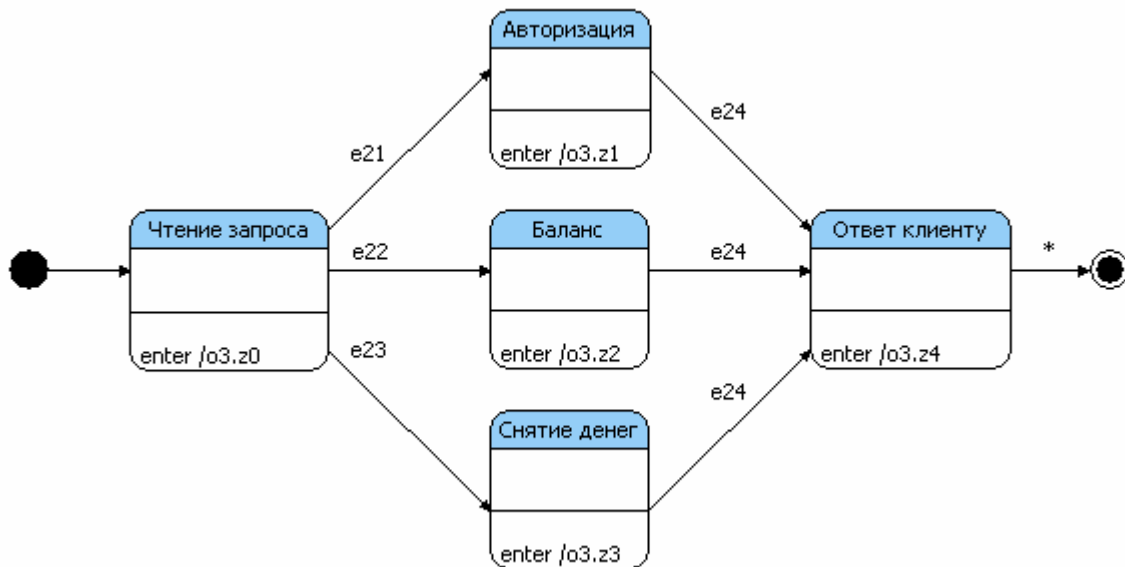 Авторизация
enter /o3.z1
e21
e24
Чтение запроса
enter /o3.z0
e22
Баланс
enter /o3.z2
e24
Ответ клиенту
enter /o3.z4
*
e23
Снятие денег
enter /o3.z3
e24